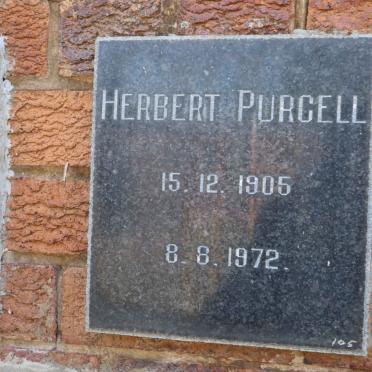 HERBERT PURCELL
15. 12. 1905
8. 8. 1972.
105